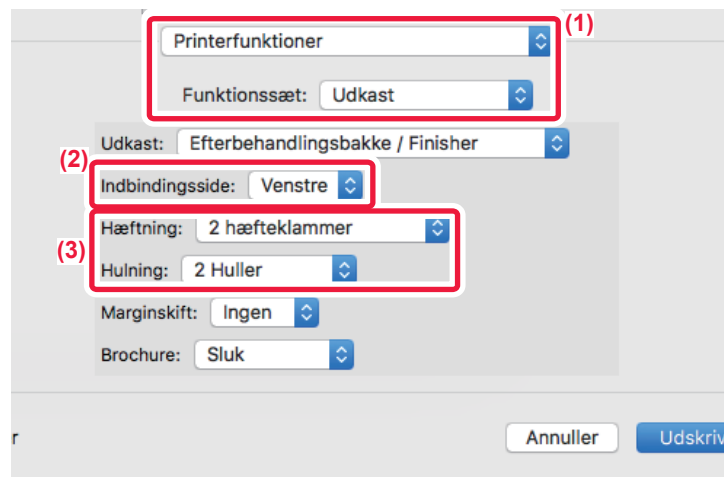 Printerfunktioner (1)
Funktionssæt: Udkast
Udkast: Efterbehandlingsbakke / Finisher
(2)
Indbindingsside: Venstre
Hæftning: 2 hæfteklammer
(3)
Hulning: 2 Huller
Marginskift: Ingen
Brochure: Sluk
r Annuller Udskriv